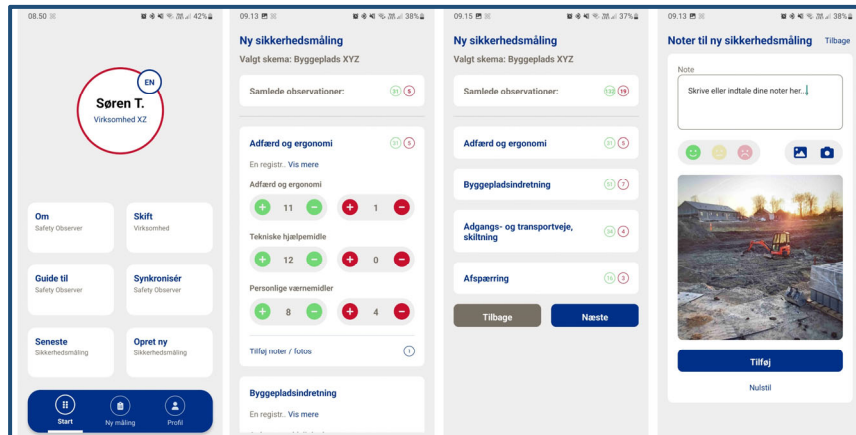 08.50
42%
EN
Søren T.
Virksomhed XZ
Om
Safety Observer
Skift
Virksomhed
Guide til
Safety Observer
Synkronisér
Safety Observer
Seneste
Sikkerhedsmåling
Opret ny
Sikkerhedsmåling
Start
Ny måling
Profil
09.13
38%
Ny sikkerhedsmåling
Valgt skema: Byggeplads XYZ
Samlede observationer:
31 5
Adfærd og ergonomi
31 5
En registr.. Vis mere
Adfærd og ergonomi
+ 11 − + 1 −
Tekniske hjælpemidle
+ 12 − + 0 −
Personlige værnemidler
+ 8 − + 4 −
Tilføj noter / fotos
1
Byggepladsindretning
En registr.. Vis mere
09.15
37%
Ny sikkerhedsmåling
Valgt skema: Byggeplads XYZ
Samlede observationer:
132 19
Adfærd og ergonomi
31 5
Byggepladsindretning
51 7
Adgangs- og transportveje,
skiltning
34 4
Afspærring
16 3
Tilbage
Næste
09.13
38%
Noter til ny sikkerhedsmåling
Tilbage
Note
Skrive eller indtale dine noter her...
Tilføj
Nulstil